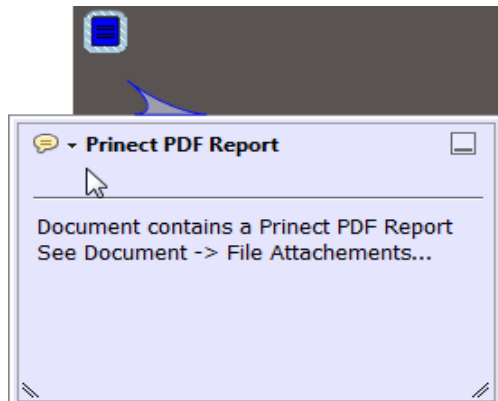 Prinect PDF Report
Document contains a Prinect PDF Report
See Document -> File Attachements...